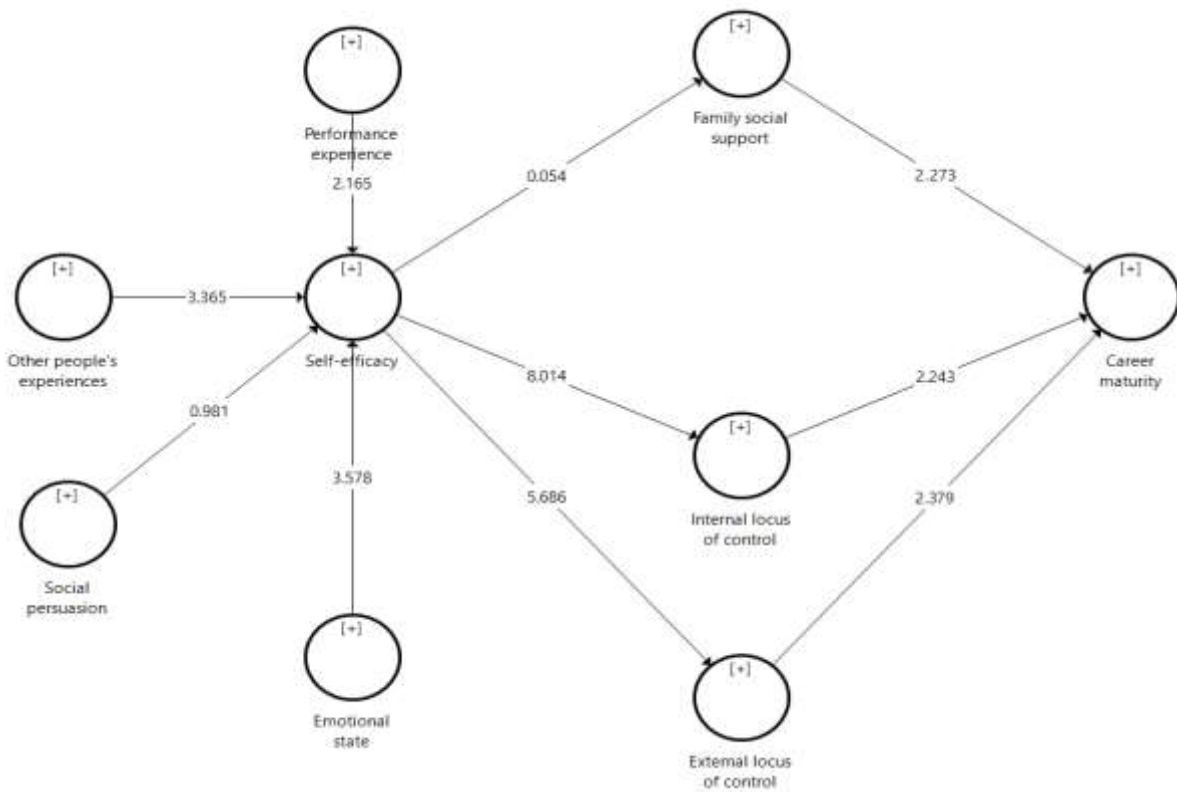 [+]
Performance
experience
2.165
[+]
Family social
support
0.054
2.273
[+]
Other people's
experiences
3.365
[+]
Self-efficacy
[+]
Career
maturity
0.981
8.014
2.243
[+]
Social
persuasion
3.578
5.686
[+]
Internal locus
of control
2.379
[+]
Emotional
state
[+]
External locus
of control